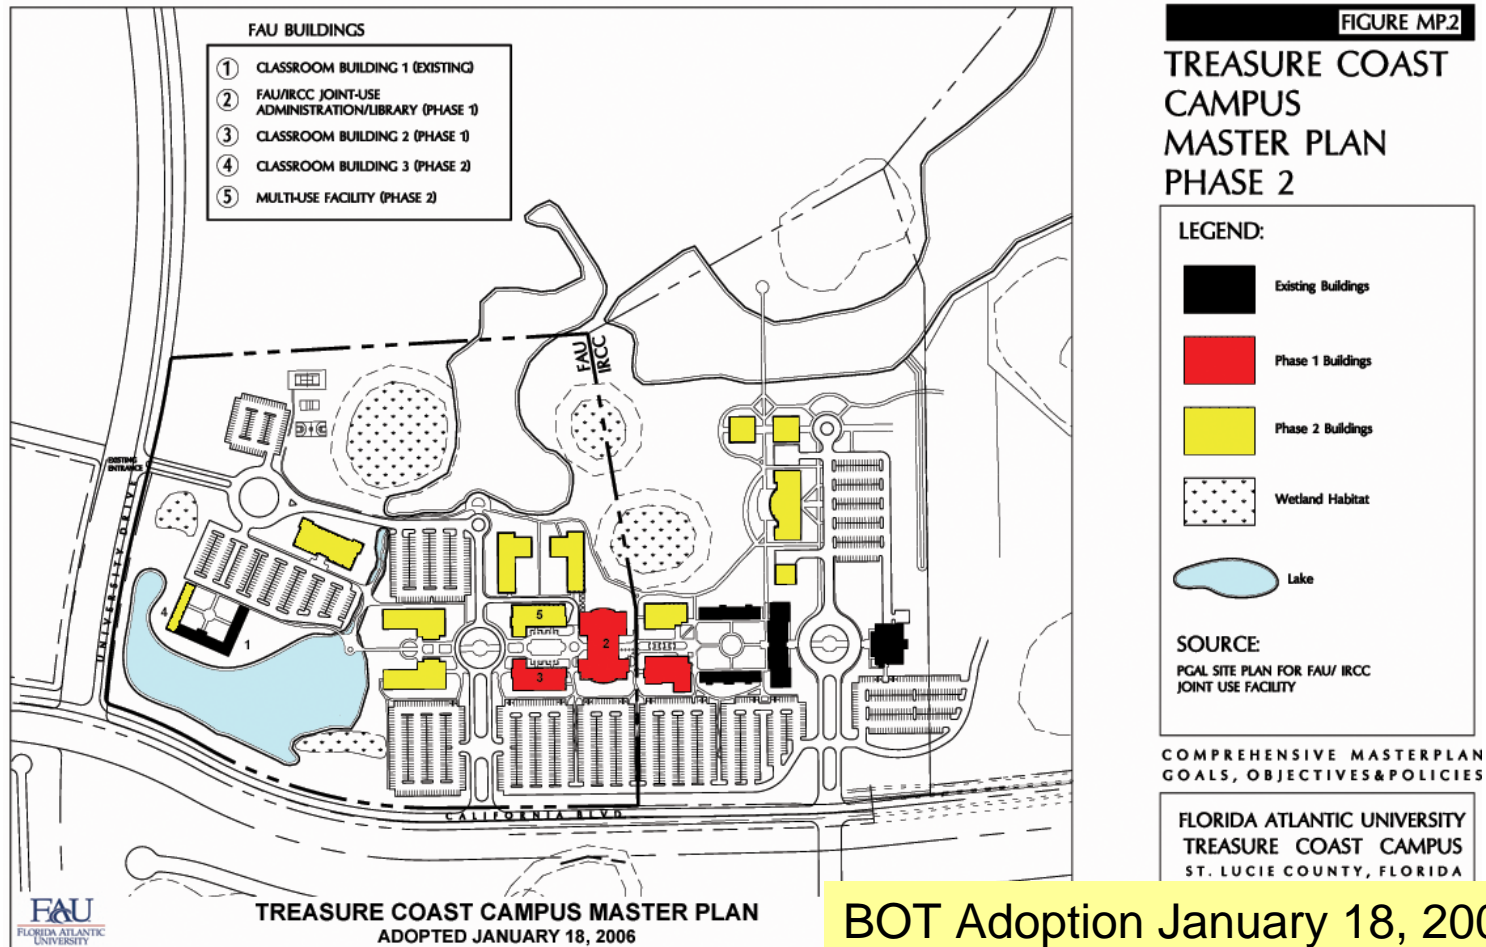 FAU BUILDINGS
1 CLASSROOM BUILDING 1 (EXISTING)
2 FAU/IRCC JOINT-USE
ADMINISTRATION/LIBRARY (PHASE 1)
3 CLASSROOM BUILDING 2 (PHASE 1)
4 CLASSROOM BUILDING 3 (PHASE 2)
5 MULTI-USE FACILITY (PHASE 2)
FAU
IRCC
EXISTING
ENTRANCE
UNIVERSITY DRIVE
4
1
5
2
3
CALIFORNIA BLVD.
FAU
FLORIDA ATLANTIC
UNIVERSITY
TREASURE COAST CAMPUS MASTER PLAN
ADOPTED JANUARY 18, 2006
FIGURE MP.2
TREASURE COAST
CAMPUS
MASTER PLAN
PHASE 2
LEGEND:
Existing Buildings
Phase 1 Buildings
Phase 2 Buildings
Wetland Habitat
Lake
SOURCE:
PGAL SITE PLAN FOR FAU/ IRCC
JOINT USE FACILITY
COMPREHENSIVE MASTERPLAN
GOALS, OBJECTIVES&POLICIES
FLORIDA ATLANTIC UNIVERSITY
TREASURE COAST CAMPUS
ST. LUCIE COUNTY, FLORIDA
BOT Adoption January 18,